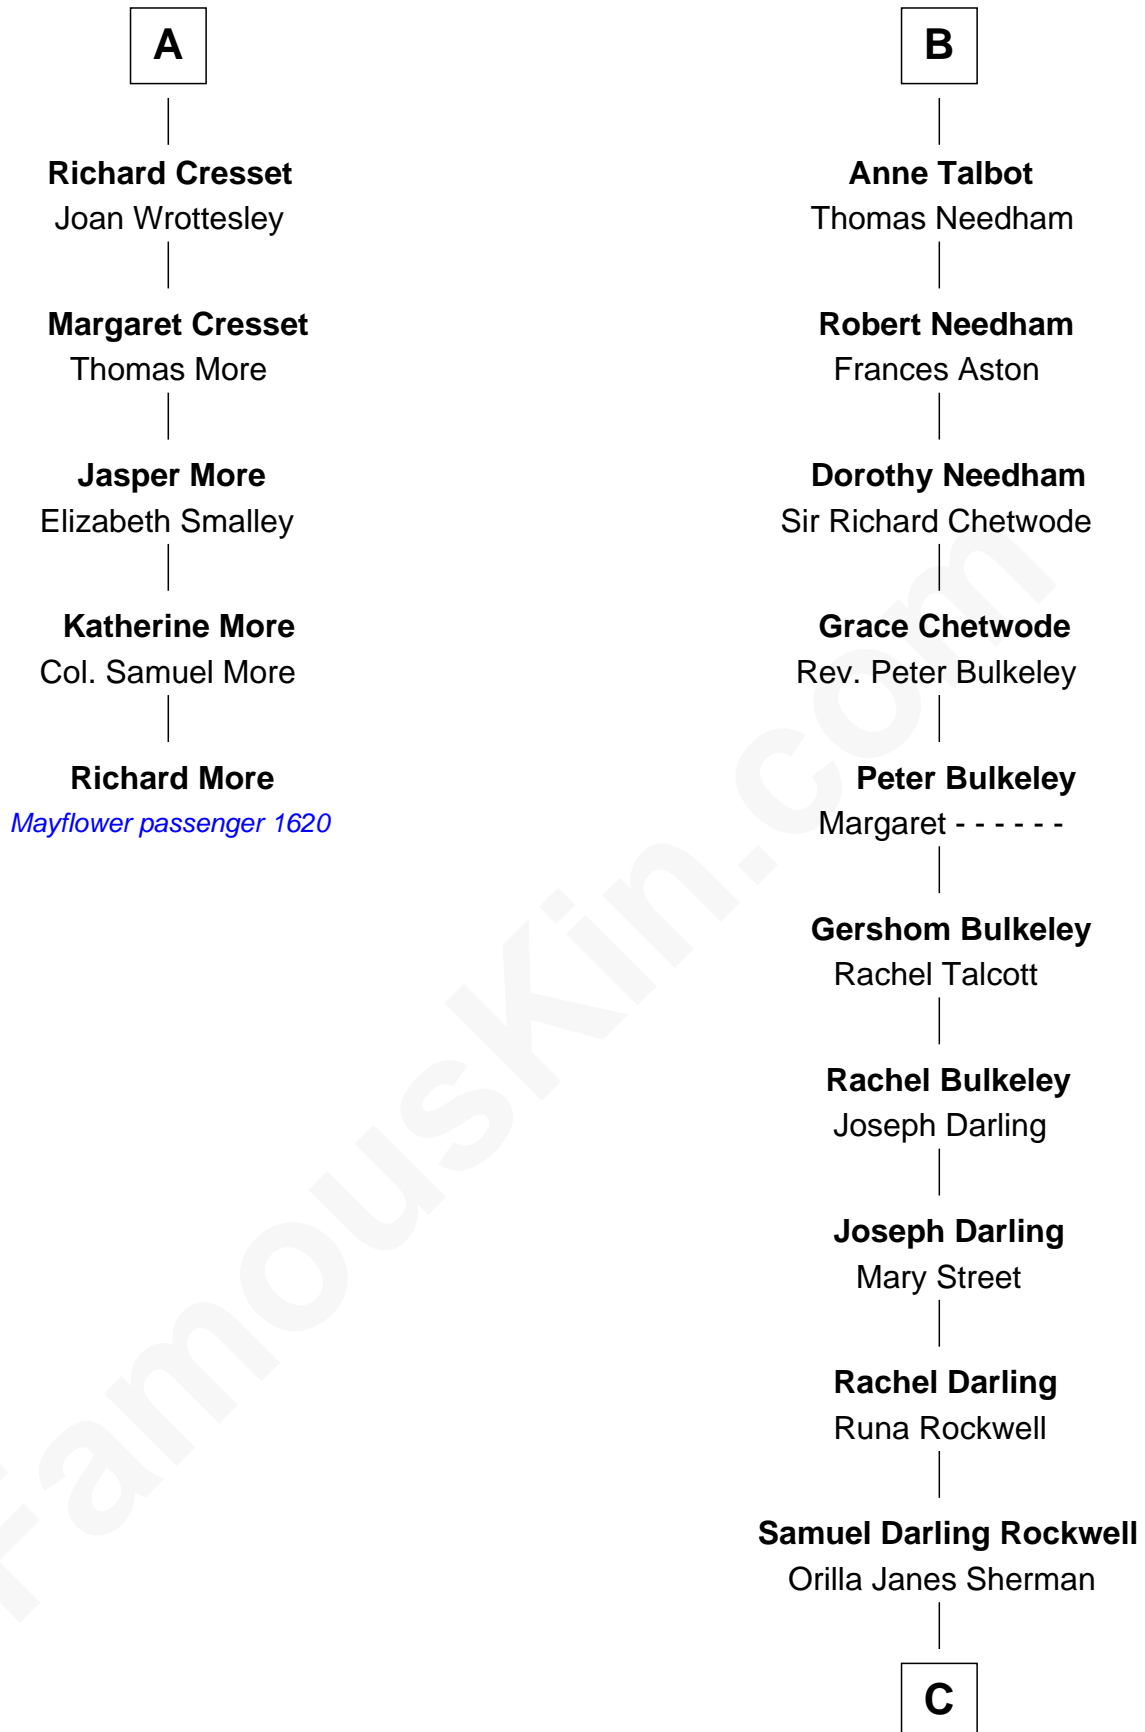 A
Richard Cresset
Joan Wrottesley
Margaret Cresset
Thomas More
Jasper More
Elizabeth Smalley
Katherine More
Col. Samuel More
Richard More
Mayflower passenger 1620
B
Anne Talbot
Thomas Needham
Robert Needham
Frances Aston
Dorothy Needham
Sir Richard Chetwode
Grace Chetwode
Rev. Peter Bulkeley
Peter Bulkeley
Margaret - - - - - -
Gershom Bulkeley
Rachel Talcott
Rachel Bulkeley
Joseph Darling
Joseph Darling
Mary Street
Rachel Darling
Runa Rockwell
Samuel Darling Rockwell
Orilla Janes Sherman
C
FamousKin.com